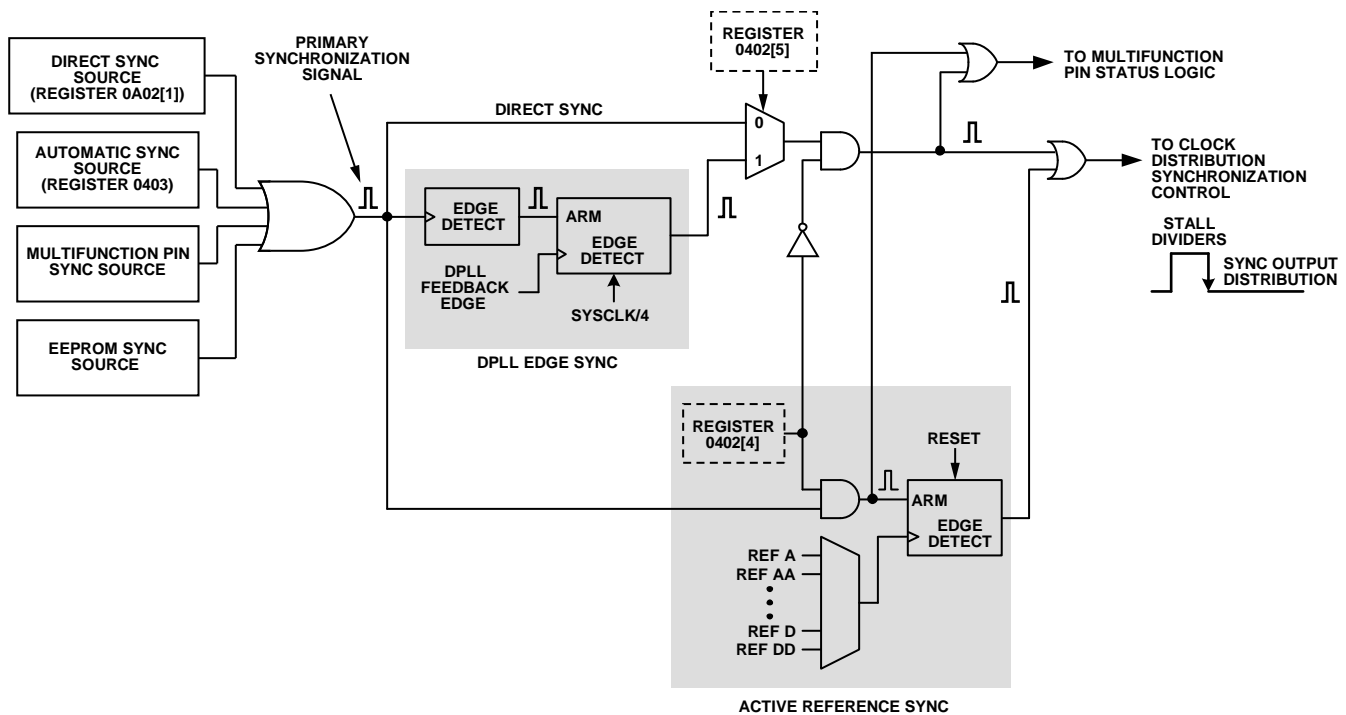 DIRECT SYNC
SOURCE
(REGISTER 0A02[1])
AUTOMATIC SYNC
SOURCE
(REGISTER 0403)
MULTIFUNCTION PIN
SYNC SOURCE
EEPROM SYNC
SOURCE
PRIMARY
SYNCHRONIZATION
SIGNAL
DIRECT SYNC
EDGE
DETECT
ARM
EDGE
DETECT
DPLL
FEEDBACK
EDGE
SYSCLK/4
DPLL EDGE SYNC
REGISTER
0402[5]
0
1
TO MULTIFUNCTION
PIN STATUS LOGIC
TO CLOCK
DISTRIBUTION
SYNCHRONIZATION
CONTROL
STALL
DIVIDERS
SYNC OUTPUT
DISTRIBUTION
REGISTER
0402[4]
RESET
ARM
EDGE
DETECT
REF A
REF AA
REF D
REF DD
ACTIVE REFERENCE SYNC